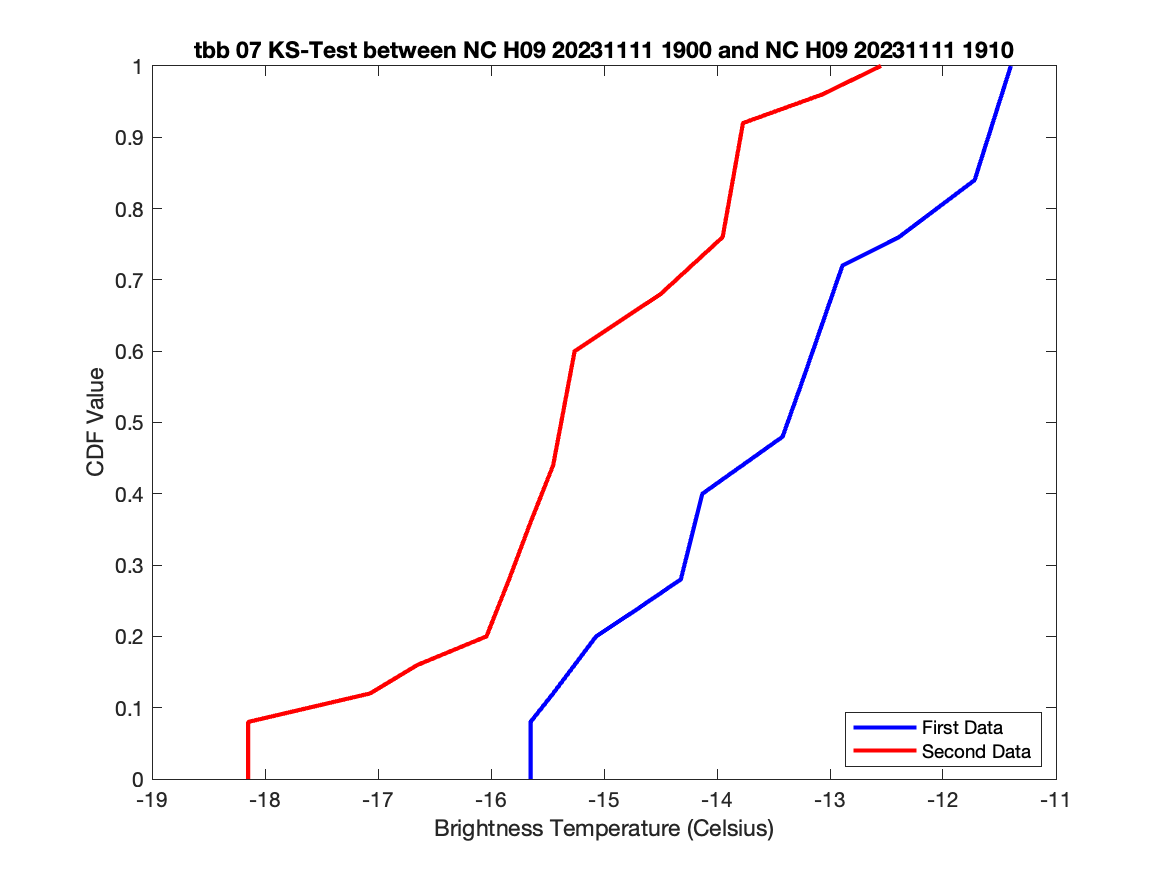 tbb 07 KS-Test between NC H09 20231111 1900 and NC H09 20231111 1910
1
0.9
0.8
0.7
0.6
0.5
0.4
0.3
0.2
0.1
0
CDF Value
First Data
Second Data
-19 -18 -17 -16 -15 -14 -13 -12 -11
Brightness Temperature (Celsius)